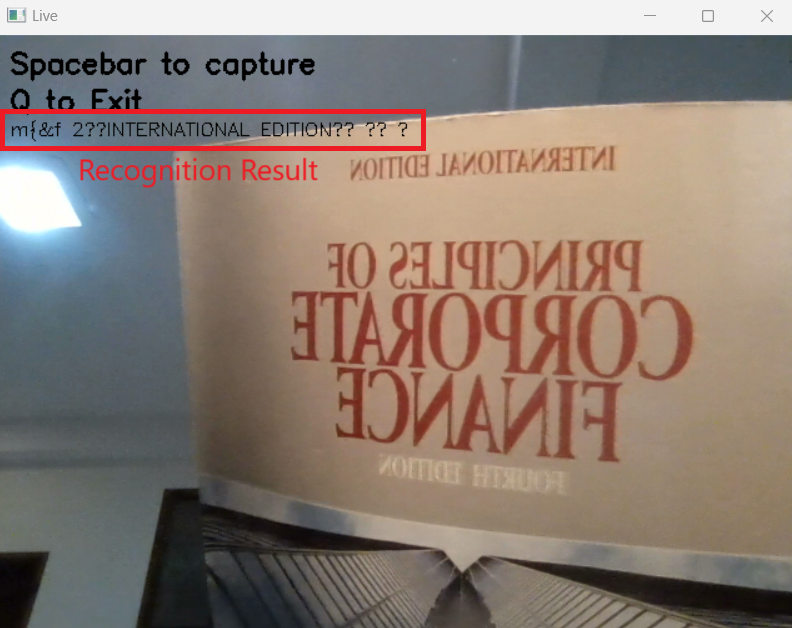 Live
Spacebar to capture
Q to Exit
m{&f 2??INTERNATIONAL EDITION?? ?? ?
Recognition Result
INTERNATIONAL EDITION
PRINCIPLES OF
CORPORATE
FINANCE
FOURTH EDITION